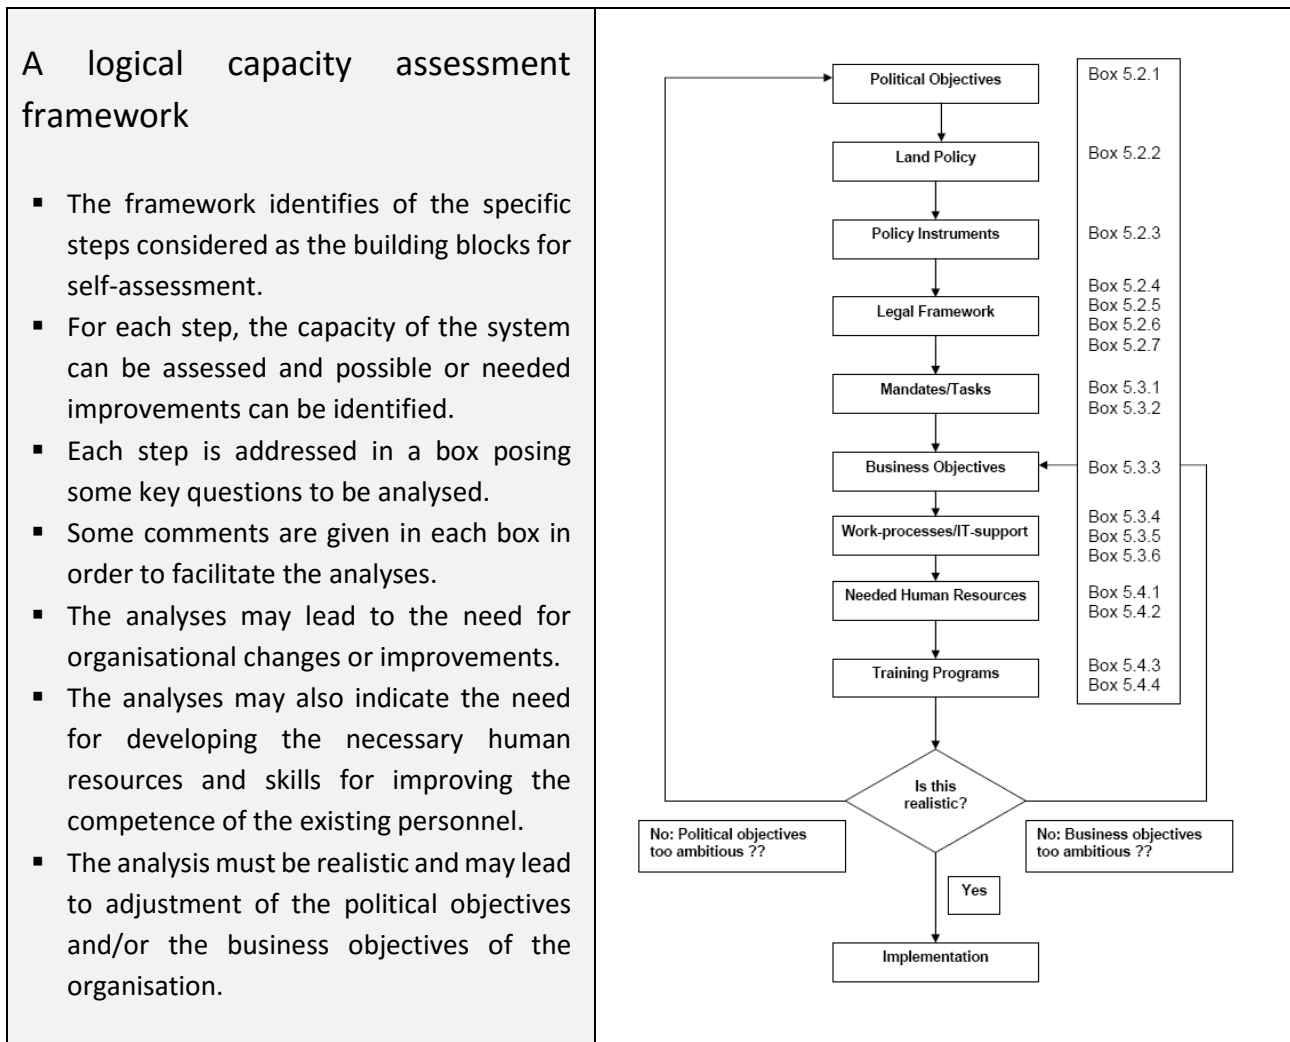 A logical capacity assessment
framework
▪ The framework identifies of the specific
steps considered as the building blocks for
self-assessment.
▪ For each step, the capacity of the system
can be assessed and possible or needed
improvements can be identified.
▪ Each step is addressed in a box posing
some key questions to be analysed.
▪ Some comments are given in each box in
order to facilitate the analyses.
▪ The analyses may lead to the need for
organisational changes or improvements.
▪ The analyses may also indicate the need
for developing the necessary human
resources and skills for improving the
competence of the existing personnel.
▪ The analysis must be realistic and may lead
to adjustment of the political objectives
and/or the business objectives of the
organisation.
Political Objectives
Box 5.2.1
Land Policy
Box 5.2.2
Policy Instruments
Box 5.2.3
Legal Framework
Box 5.2.4
Box 5.2.5
Box 5.2.6
Box 5.2.7
Mandates/Tasks
Box 5.3.1
Box 5.3.2
Business Objectives
Box 5.3.3
Work-processes/IT-support
Box 5.3.4
Box 5.3.5
Box 5.3.6
Needed Human Resources
Box 5.4.1
Box 5.4.2
Training Programs
Box 5.4.3
Box 5.4.4
Is this
realistic?
No: Political objectives
too ambitious ??
No: Business objectives
too ambitious ??
Yes
Implementation